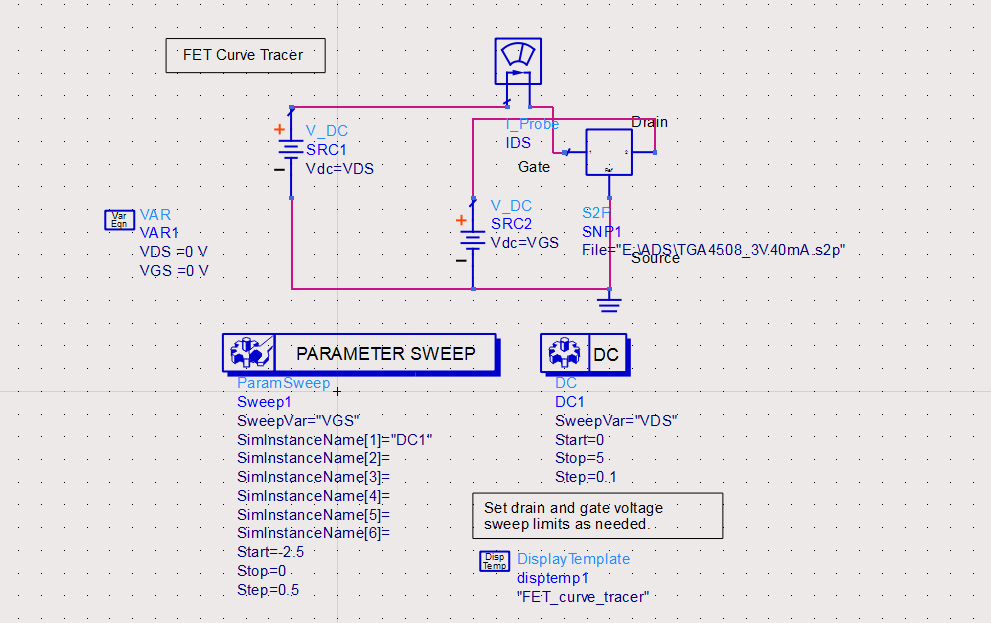 FET Curve Tracer
I_Probe
IDS
Drain
Gate
V_DC
SRC1
Vdc=VDS
V_DC
SRC2
Vdc=VGS
1
2
Ref
S2P
SNP1
File="E:\ADS\TGA4508_3V40mA.s2p"
Source
Var
Eqn
VAR
VAR1
VDS =0 V
VGS =0 V
PARAMETER SWEEP
ParamSweep
Sweep1
SweepVar="VGS"
SimInstanceName[1]="DC1"
SimInstanceName[2]=
SimInstanceName[3]=
SimInstanceName[4]=
SimInstanceName[5]=
SimInstanceName[6]=
Start=-2.5
Stop=0
Step=0.5
DC
DC
DC1
SweepVar="VDS"
Start=0
Stop=5
Step=0.1
Set drain and gate voltage
sweep limits as needed.
Disp
Temp
DisplayTemplate
disptemp1
"FET_curve_tracer"